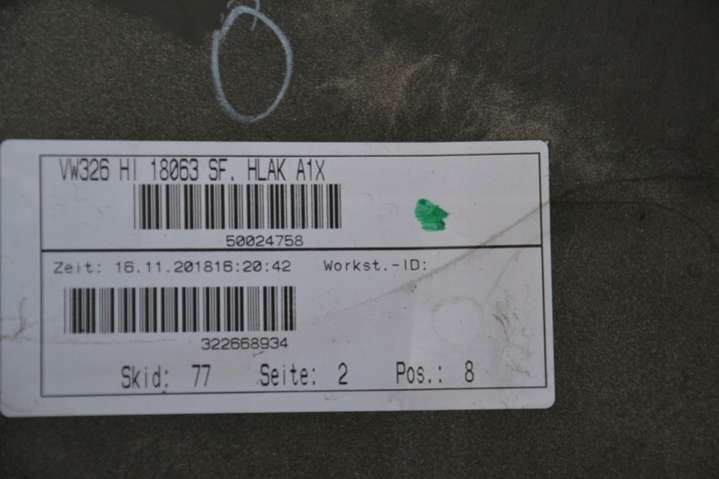 VW326 HI 18063 SF. HLAK A1X
50024758
Zeit: 16.11.201816:20:42 Workst.-ID:
322668934
Skid: 77 Seite: 2 Pos.: 8